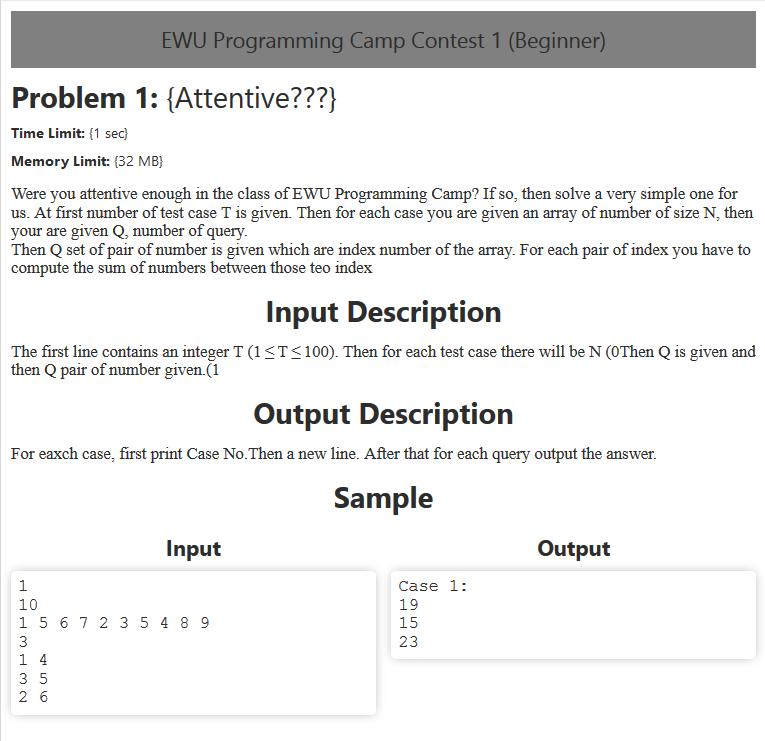 EWU Programming Camp Contest 1 (Beginner)
Problem 1: {Attentive???}
Time Limit: {1 sec}
Memory Limit: {32 MB}
Were you attentive enough in the class of EWU Programming Camp? If so, then solve a very simple one for
us. At first number of test case T is given. Then for each case you are given an array of number of size N, then
your are given Q, number of query.
Then Q set of pair of number is given which are index number of the array. For each pair of index you have to
compute the sum of numbers between those teo index
Input Description
The first line contains an integer T (1 ≤ T ≤ 100). Then for each test case there will be N (0Then Q is given and
then Q pair of number given.(1
Output Description
For eaxch case, first print Case No.Then a new line. After that for each query output the answer.
Sample
Input
1
10
1 5 6 7 2 3 5 4 8 9
3
1 4
3 5
2 6
Output
Case 1:
19
15
23